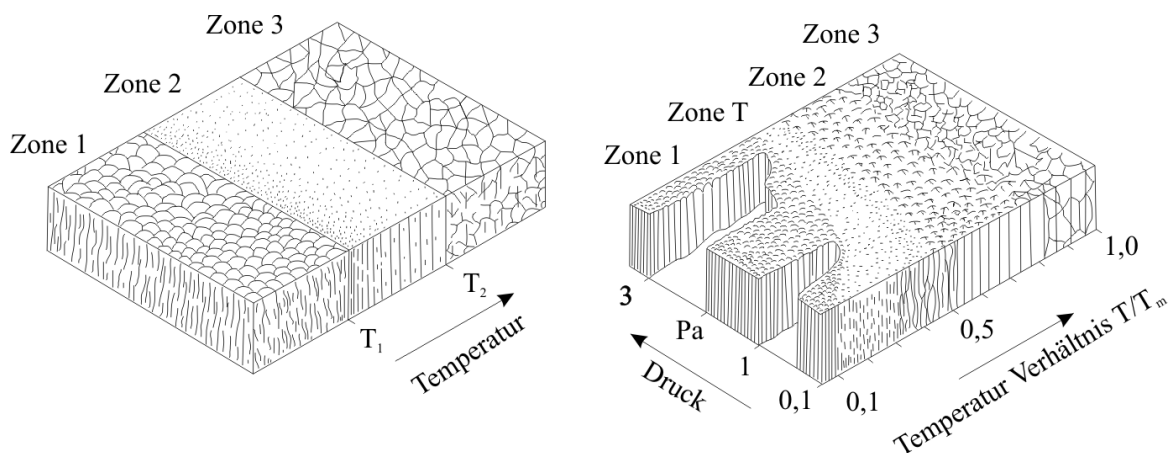 Zone 3
Zone 2
Zone 1
T₁
T₂
Temperatur
Zone 3
Zone 2
Zone T
Zone 1
3
Pa
1
0,1
Druck
0,1
0,5
1,0
Temperatur Verhältnis T/Tₘ